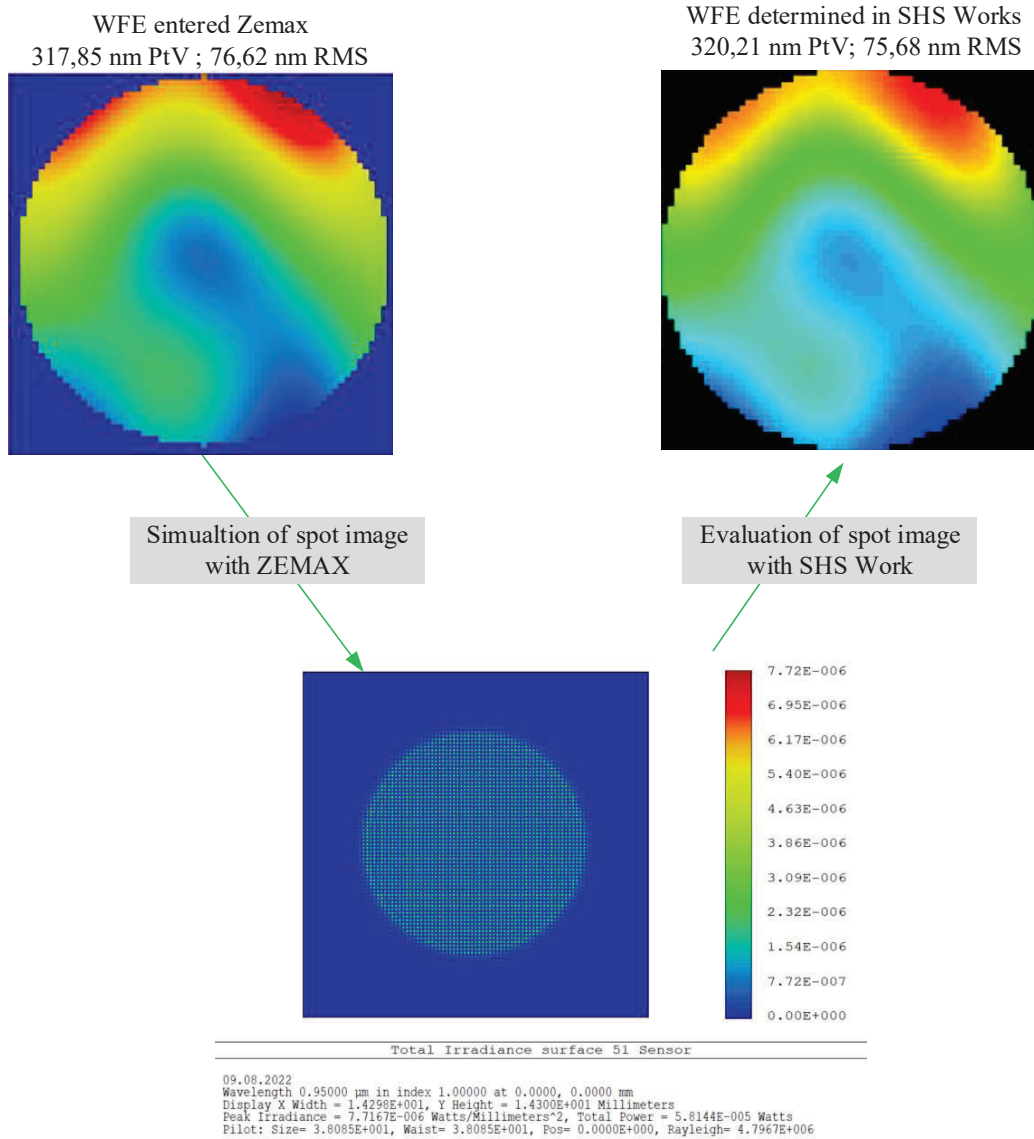 WFE entered Zemax
317,85 nm PtV ; 76,62 nm RMS
WFE determined in SHS Works
320,21 nm PtV; 75,68 nm RMS
Simualtion of spot image
with ZEMAX
Evaluation of spot image
with SHS Work
7.72E-006
6.95E-006
6.17E-006
5.40E-006
4.63E-006
3.86E-006
3.09E-006
2.32E-006
1.54E-006
7.72E-007
0.00E+000
Total Irradiance surface 51 Sensor
09.08.2022
Wavelength 0.95000 µm in index 1.00000 at 0.0000, 0.0000 mm
Display X Width = 1.4298E+001, Y Height = 1.4300E+001 Millimeters
Peak Irradiance = 7.7167E-006 Watts/Millimeters^2, Total Power = 5.8144E-005 Watts
Pilot: Size= 3.8085E+001, Waist= 3.8085E+001, Pos= 0.0000E+000, Rayleigh= 4.7967E+006